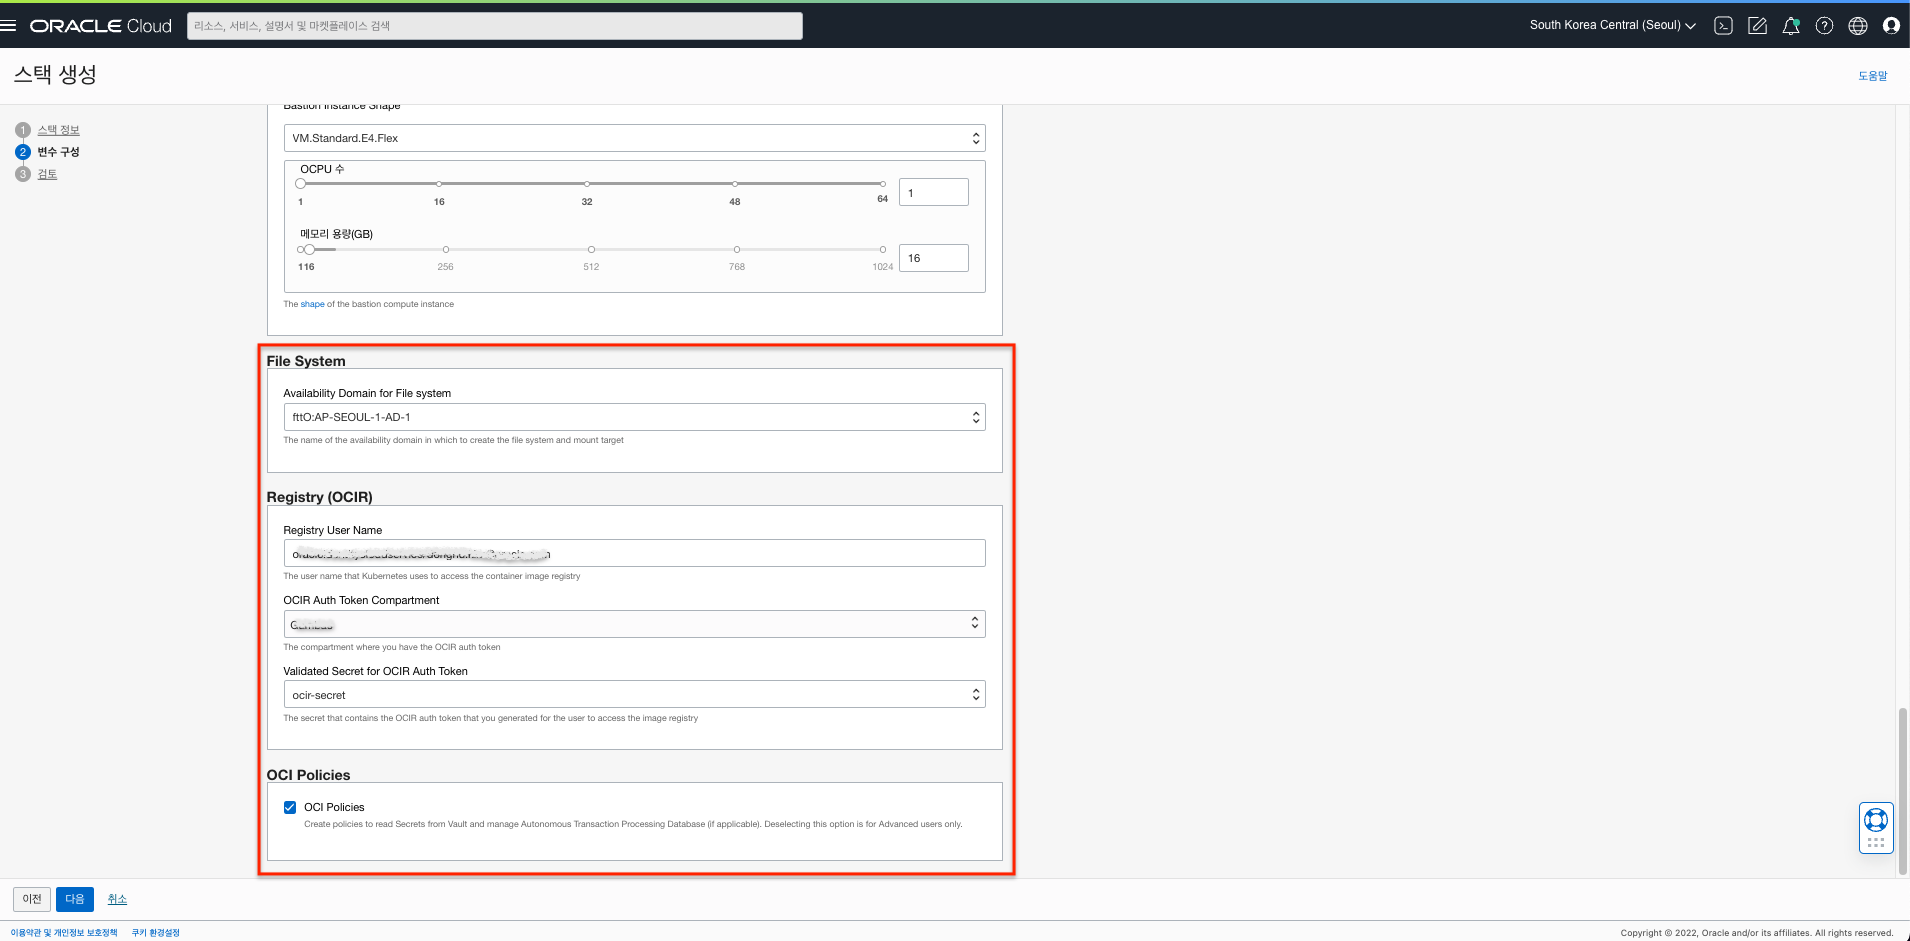 ORACLE Cloud
리소스, 서비스, 설명서 및 마켓플레이스 검색
South Korea Central (Seoul)
스택 생성
도움말
1 스택 정보
2 변수 구성
3 검토
Bastion Instance Shape
VM.Standard.E4.Flex
OCPU 수
1 16 32 48 64
1
메모리 용량(GB)
116 256 512 768 1024
16
The shape of the bastion compute instance
File System
Availability Domain for File system
fttO:AP-SEOUL-1-AD-1
The name of the availability domain in which to create the file system and mount target
Registry (OCIR)
Registry User Name
The user name that Kubernetes uses to access the container image registry
OCIR Auth Token Compartment
The compartment where you have the OCIR auth token
Validated Secret for OCIR Auth Token
ocir-secret
The secret that contains the OCIR auth token that you generated for the user to access the image registry
OCI Policies
OCI Policies
Create policies to read Secrets from Vault and manage Autonomous Transaction Processing Database (if applicable). Deselecting this option is for Advanced users only.
이전 다음 취소
이용약관 및 개인정보 보호정책 쿠키 환경설정
Copyright © 2022, Oracle and/or its affiliates. All rights reserved.